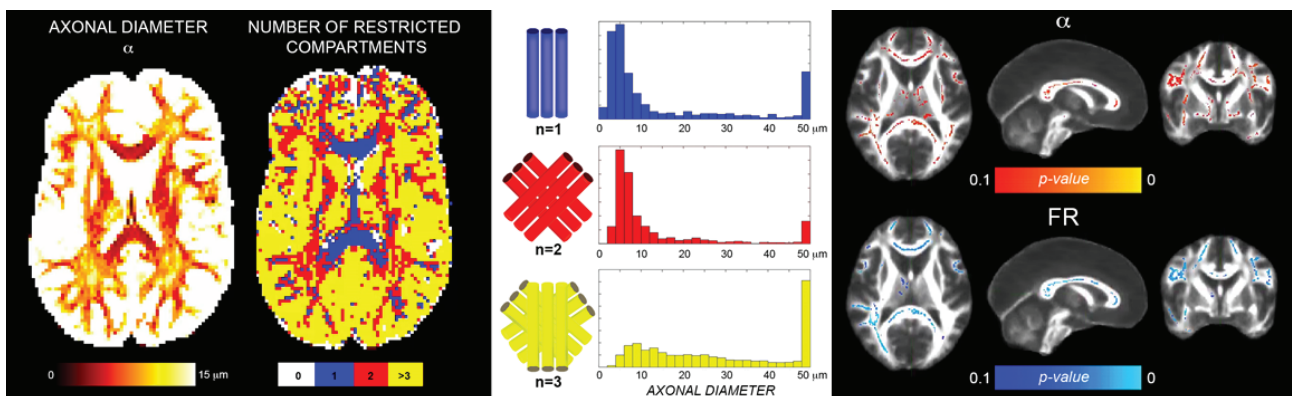 AXONAL DIAMETER
α
NUMBER OF RESTRICTED
COMPARTMENTS
0
15 μm
0
1
2
>3
n=1
0
10
20
30
40
50 μm
n=2
0
10
20
30
40
50 μm
n=3
0
10
20
30
40
50 μm
AXONAL DIAMETER
α
0.1
p-value
0
FR
0.1
p-value
0